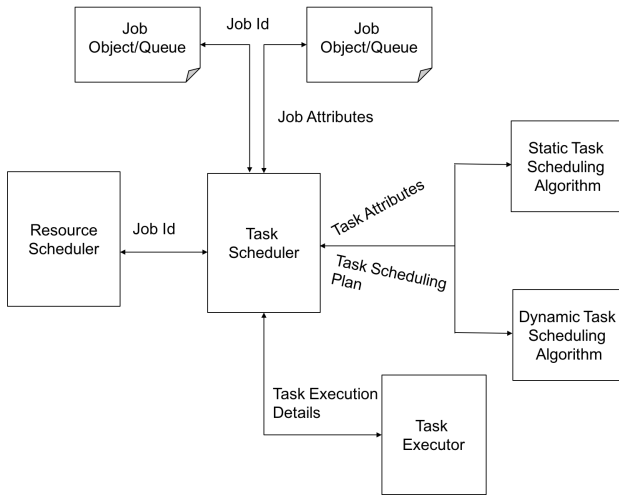 Job Id
Job
Object/Queue
Job
Object/Queue
Job Attributes
Static Task
Scheduling
Algorithm
Task Attributes
Resource
Scheduler
Job Id
Task
Scheduler
Task Scheduling
Plan
Dynamic Task
Scheduling
Algorithm
Task Execution
Details
Task
Executor